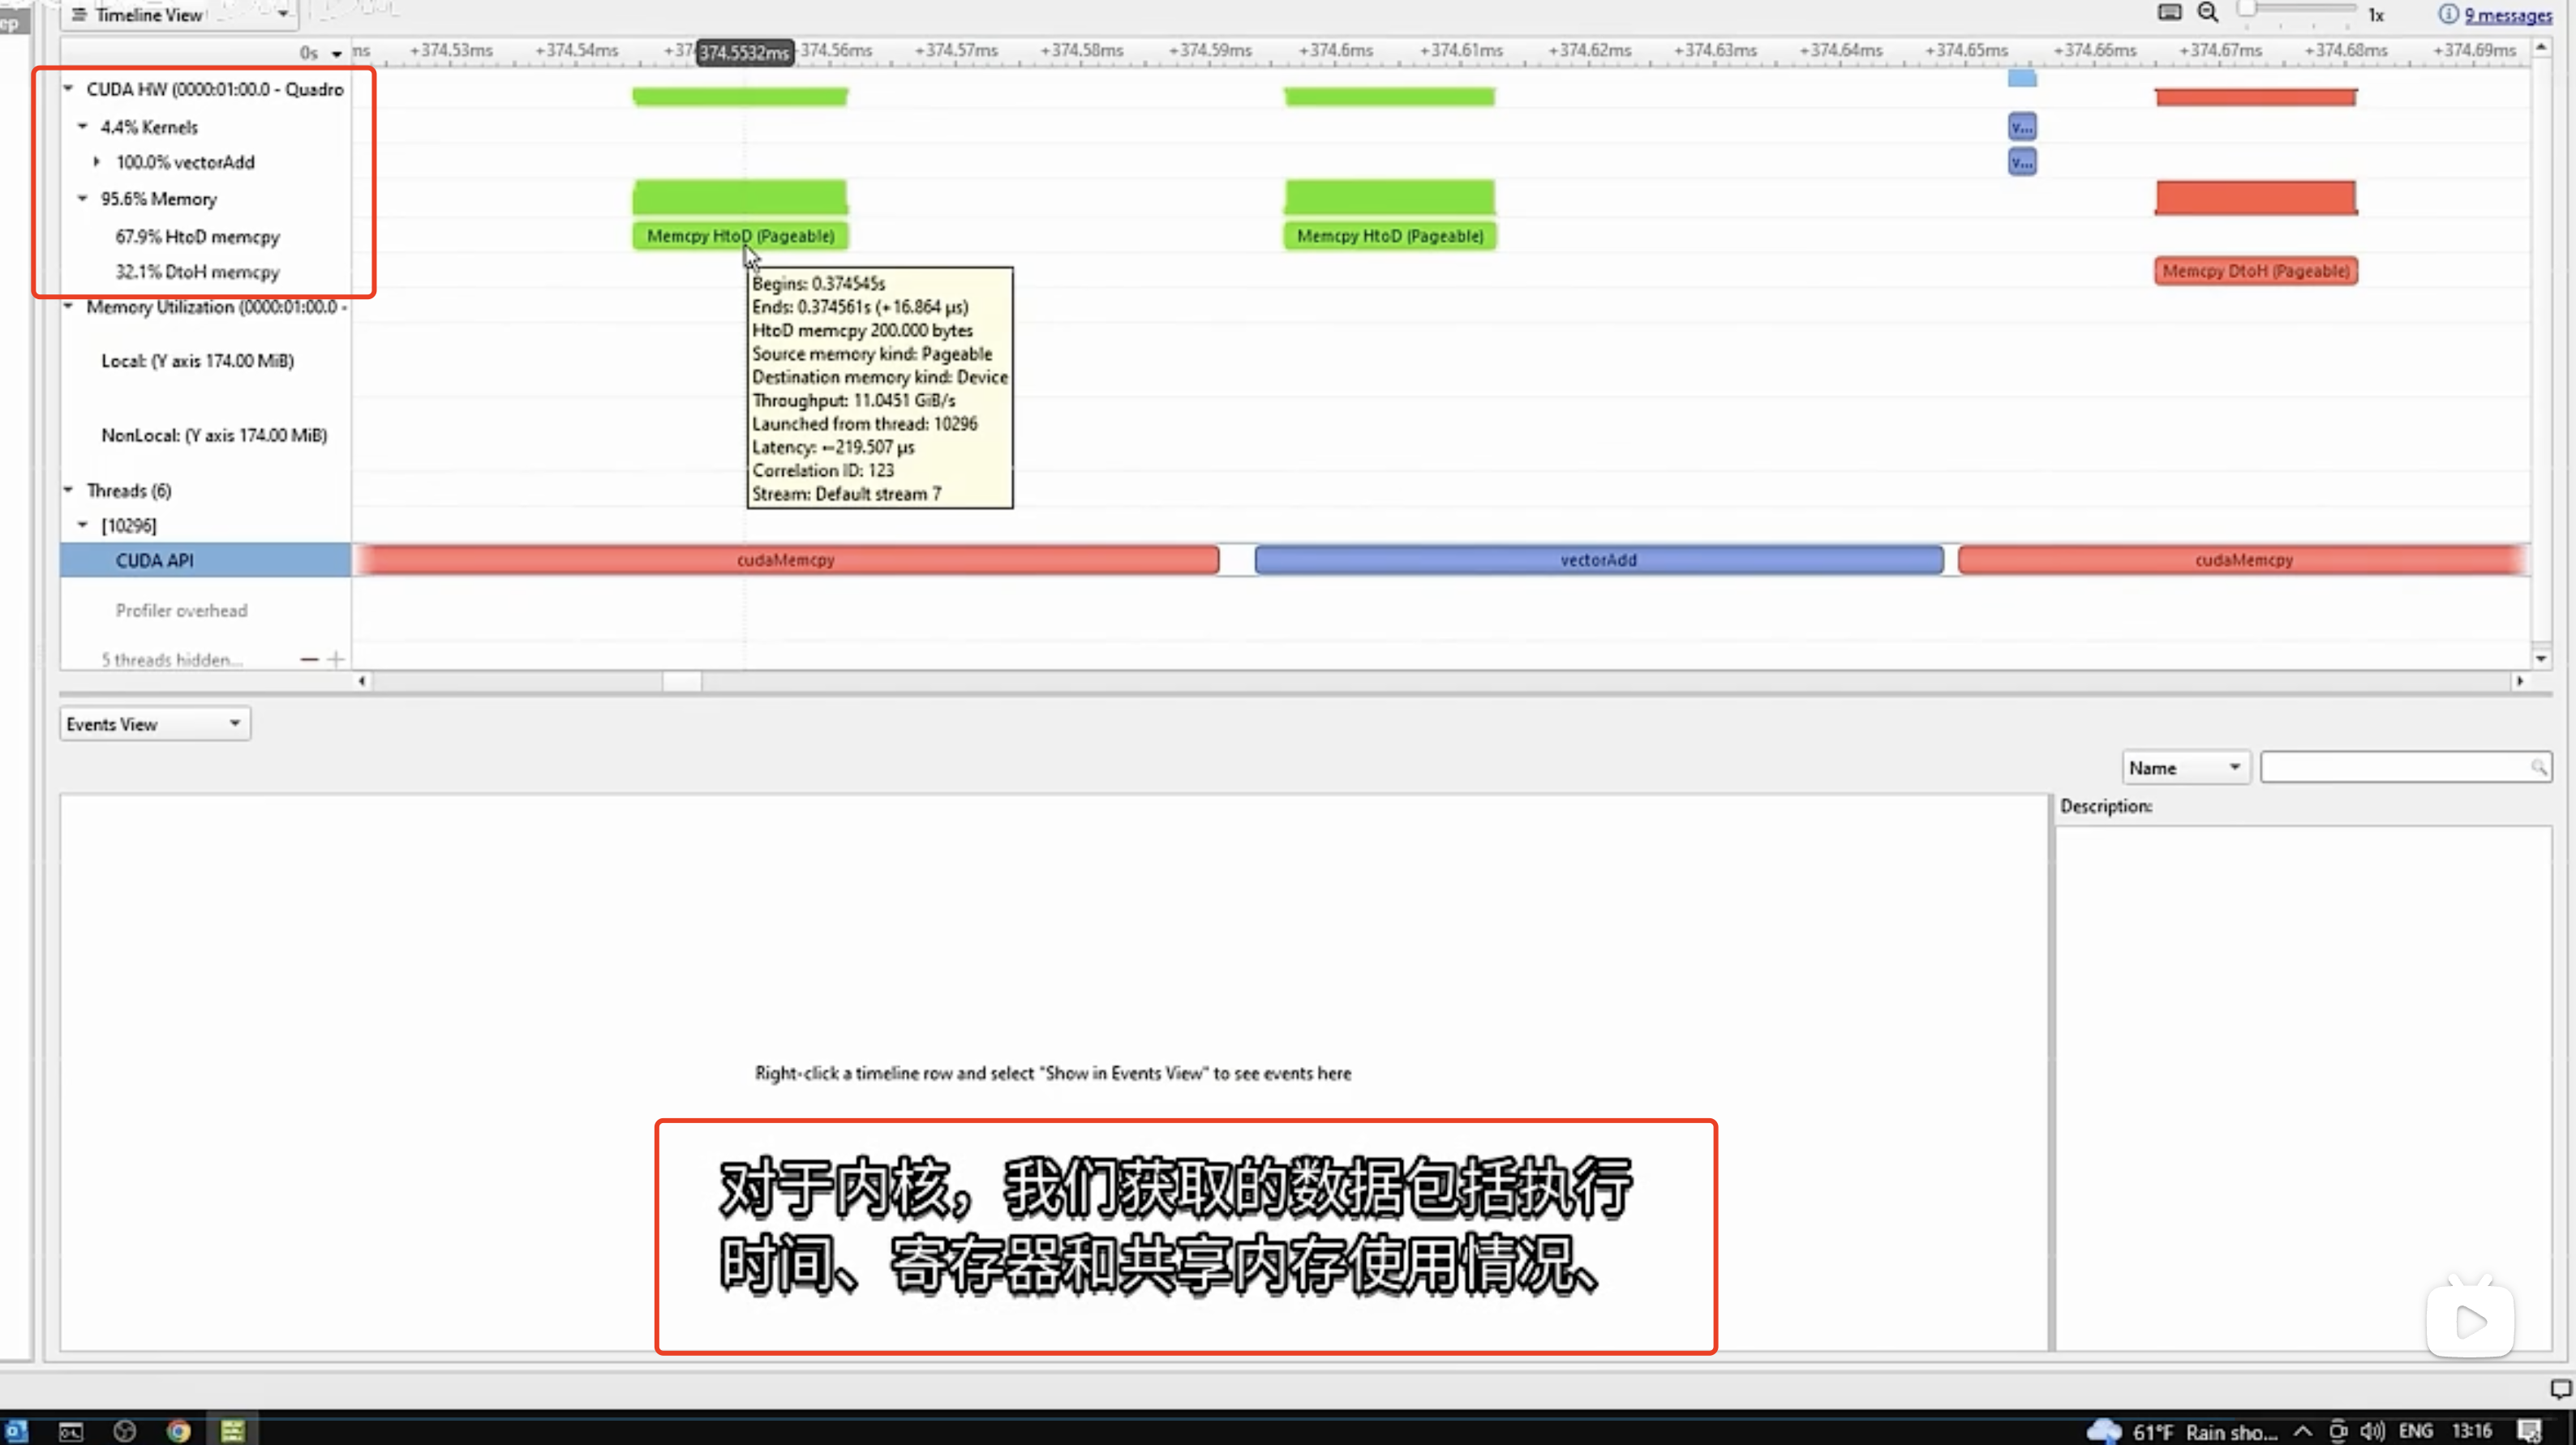 ep
Timeline View
1x
9 messages
0s
ms
+374.53ms
+374.54ms
+37
374.5532ms
374.56ms
+374.57ms
+374.58ms
+374.59ms
+374.6ms
+374.61ms
+374.62ms
+374.63ms
+374.64ms
+374.65ms
+374.66ms
+374.67ms
+374.68ms
+374.69ms
CUDA HW (0000:01:00.0 - Quadro
4.4% Kernels
v...
100.0% vectorAdd
v...
95.6% Memory
67.9% HtoD memcpy
Memcpy HtoD (Pageable)
Memcpy HtoD (Pageable)
32.1% DtoH memcpy
Memcpy DtoH (Pageable)
Begins: 0.374545s
Ends: 0.374561s (+16.864 μs)
HtoD memcpy 200.000 bytes
Source memory kind: Pageable
Destination memory kind: Device
Throughput: 11.0451 GiB/s
Launched from thread: 10296
Latency: ←219.507 μs
Correlation ID: 123
Stream: Default stream 7
Memory Utilization (0000:01:00.0 -
Local: (Y axis 174.00 MiB)
NonLocal: (Y axis 174.00 MiB)
Threads (6)
[10296]
CUDA API
cudaMemcpy
vectorAdd
cudaMemcpy
Profiler overhead
5 threads hidden...
Events View
Name
Description:
Right-click a timeline row and select "Show in Events View" to see events here
对于内核，我们获取的数据包括执行
时间、寄存器和共享内存使用情况、
61°F Rain sho...
ENG
13:16